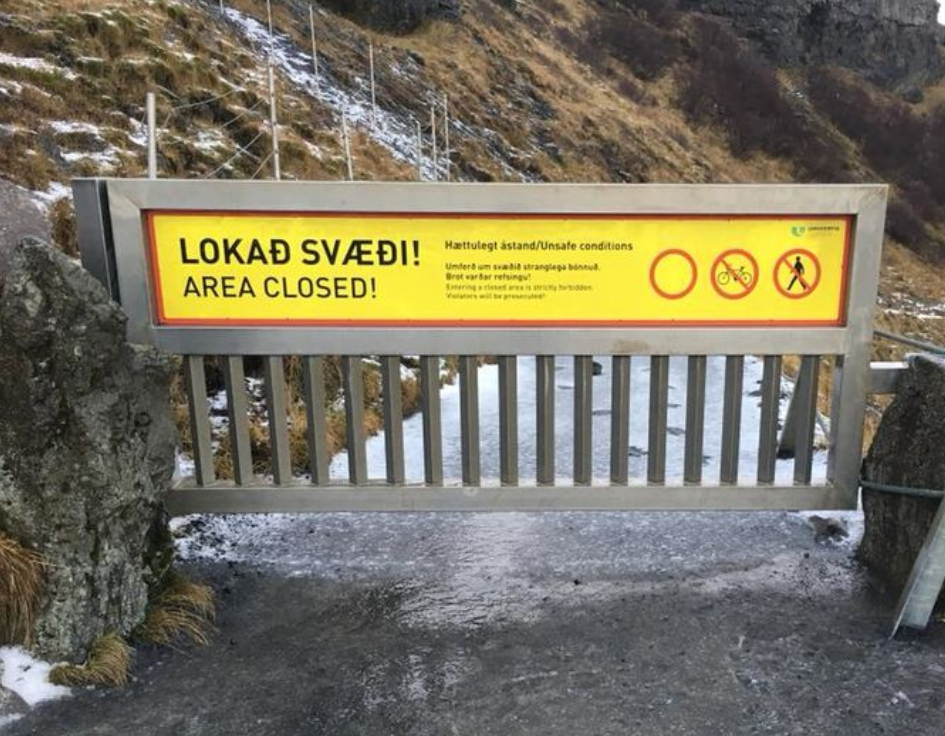 LOKAÐ SVÆÐI!
AREA CLOSED!
Hættulegt ástand/Unsafe conditions
Umferð um svæðið stranglega bönnuð.
Brot varðar refsingu!
Entering a closed area is strictly forbidden.
Violators will be prosecuted!